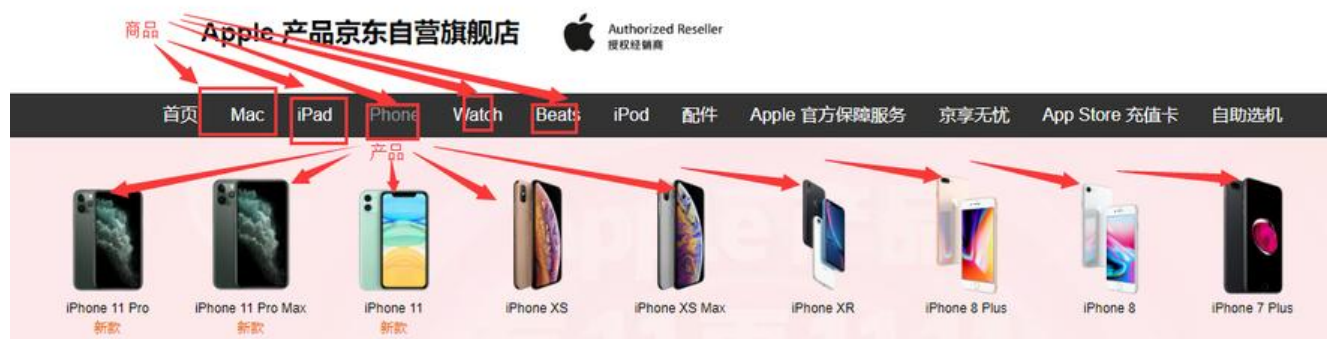 商品
Apple 产品京东自营旗舰店
Authorized Reseller
授权经销商
首页 Mac iPad Phone Watch Beats iPod 配件 Apple 官方保障服务 京享无忧 App Store 充值卡 自助选机
产品
iPhone 11 Pro iPhone 11 Pro Max iPhone 11 iPhone XS iPhone XS Max iPhone XR iPhone 8 Plus iPhone 8 iPhone 7 Plus
新款 新款 新款